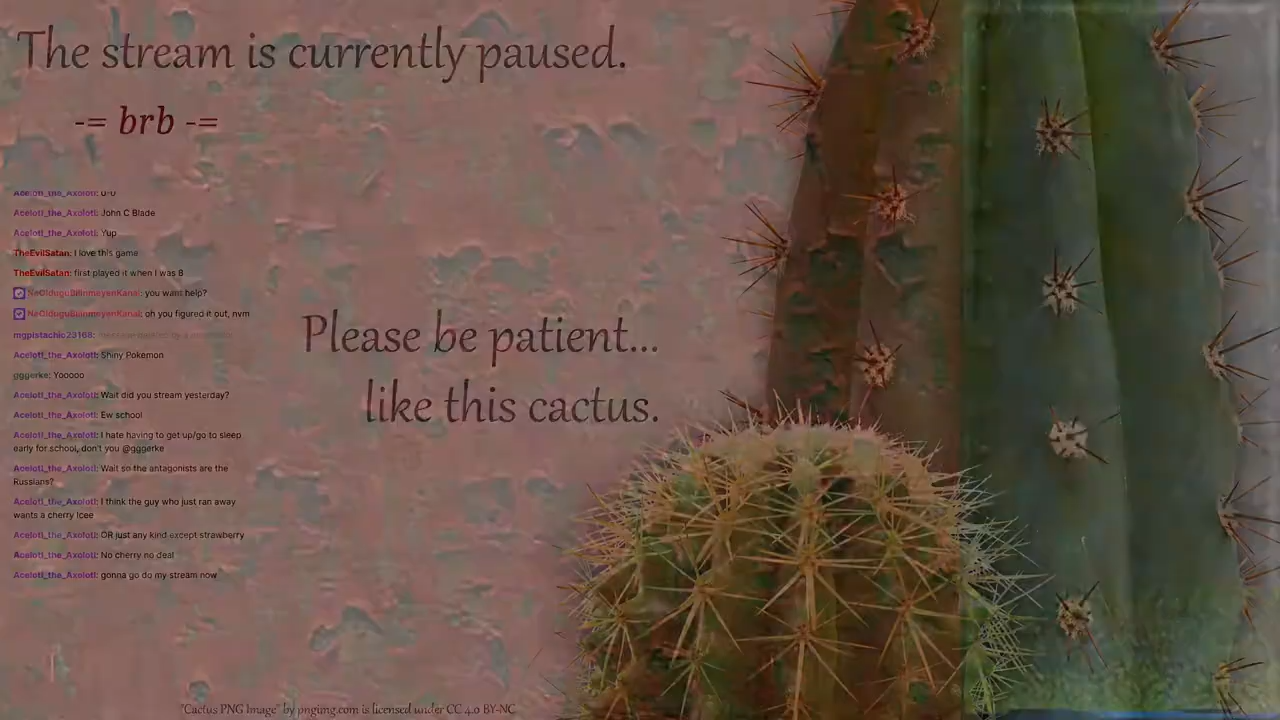 The stream is currently paused.
-= brb -=
Acelotl_the_Axolotl: UFO
Acelotl_the_Axolotl: John C Blade
Acelotl_the_Axolotl: Yup
TheEvilSatan: I love this game
TheEvilSatan: first played it when I was 8
NeOlduguBilinmeyenKanal: you want help?
NeOlduguBilinmeyenKanal: oh you figured it out, nvm
mgpistachio23168:
Acelotl_the_Axolotl: Shiny Pokemon
gggerke: Yooooo
Acelotl_the_Axolotl: Wait did you stream yesterday?
Acelotl_the_Axolotl: Ew school
Acelotl_the_Axolotl: I hate having to get up/go to sleep
early for school, don't you @gggerke
Acelotl_the_Axolotl: Wait so the antagonists are the
Russians?
Acelotl_the_Axolotl: I think the guy who just ran away
wants a cherry Icee
Acelotl_the_Axolotl: OR just any kind except strawberry
Acelotl_the_Axolotl: No cherry no deal
Acelotl_the_Axolotl: gonna go do my stream now
Please be patient...
like this cactus.
"Cactus PNG Image" by pngimg.com is licensed under CC 4.0 BY-NC